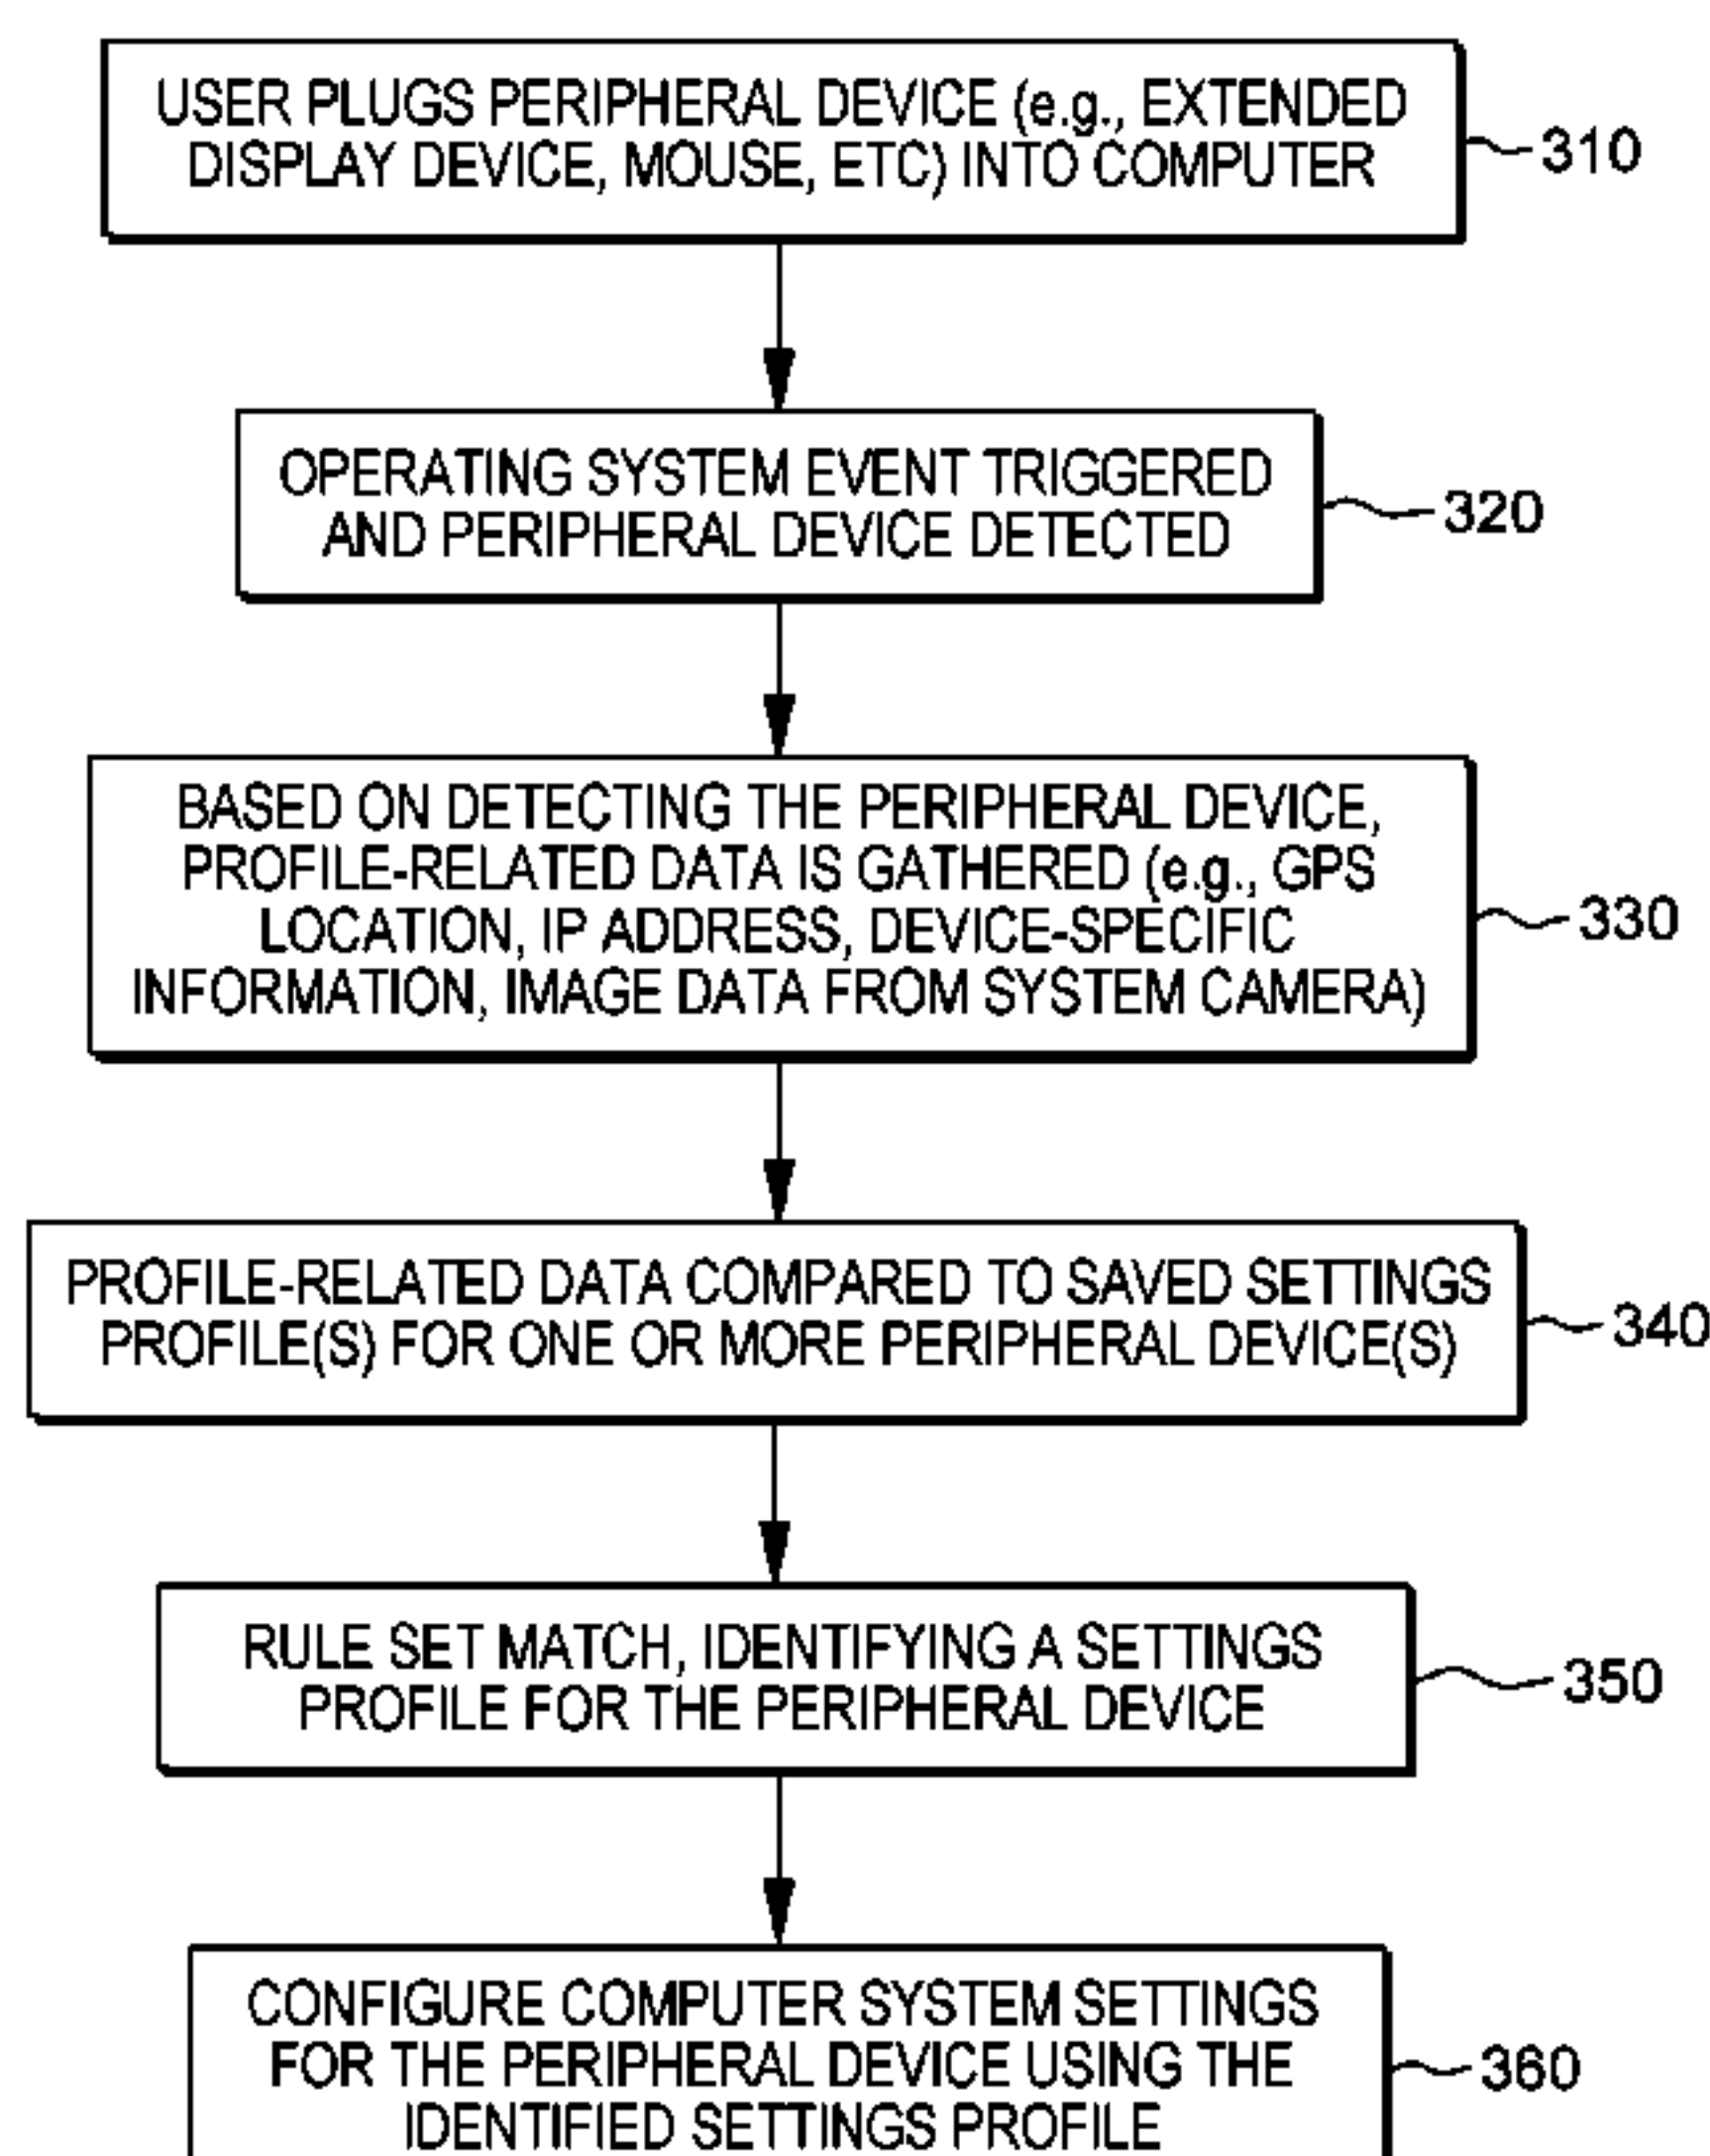 USER PLUGS PERIPHERAL DEVICE (e.g., EXTENDED
DISPLAY DEVICE, MOUSE, ETC) INTO COMPUTER
310
OPERATING SYSTEM EVENT TRIGGERED
AND PERIPHERAL DEVICE DETECTED
320
BASED ON DETECTING THE PERIPHERAL DEVICE,
PROFILE-RELATED DATA IS GATHERED (e.g., GPS
LOCATION, IP ADDRESS, DEVICE-SPECIFIC
INFORMATION, IMAGE DATA FROM SYSTEM CAMERA)
330
PROFILE-RELATED DATA COMPARED TO SAVED SETTINGS
PROFILE(S) FOR ONE OR MORE PERIPHERAL DEVICE(S)
340
RULE SET MATCH, IDENTIFYING A SETTINGS
PROFILE FOR THE PERIPHERAL DEVICE
350
CONFIGURE COMPUTER SYSTEM SETTINGS
FOR THE PERIPHERAL DEVICE USING THE
IDENTIFIED SETTINGS PROFILE
360